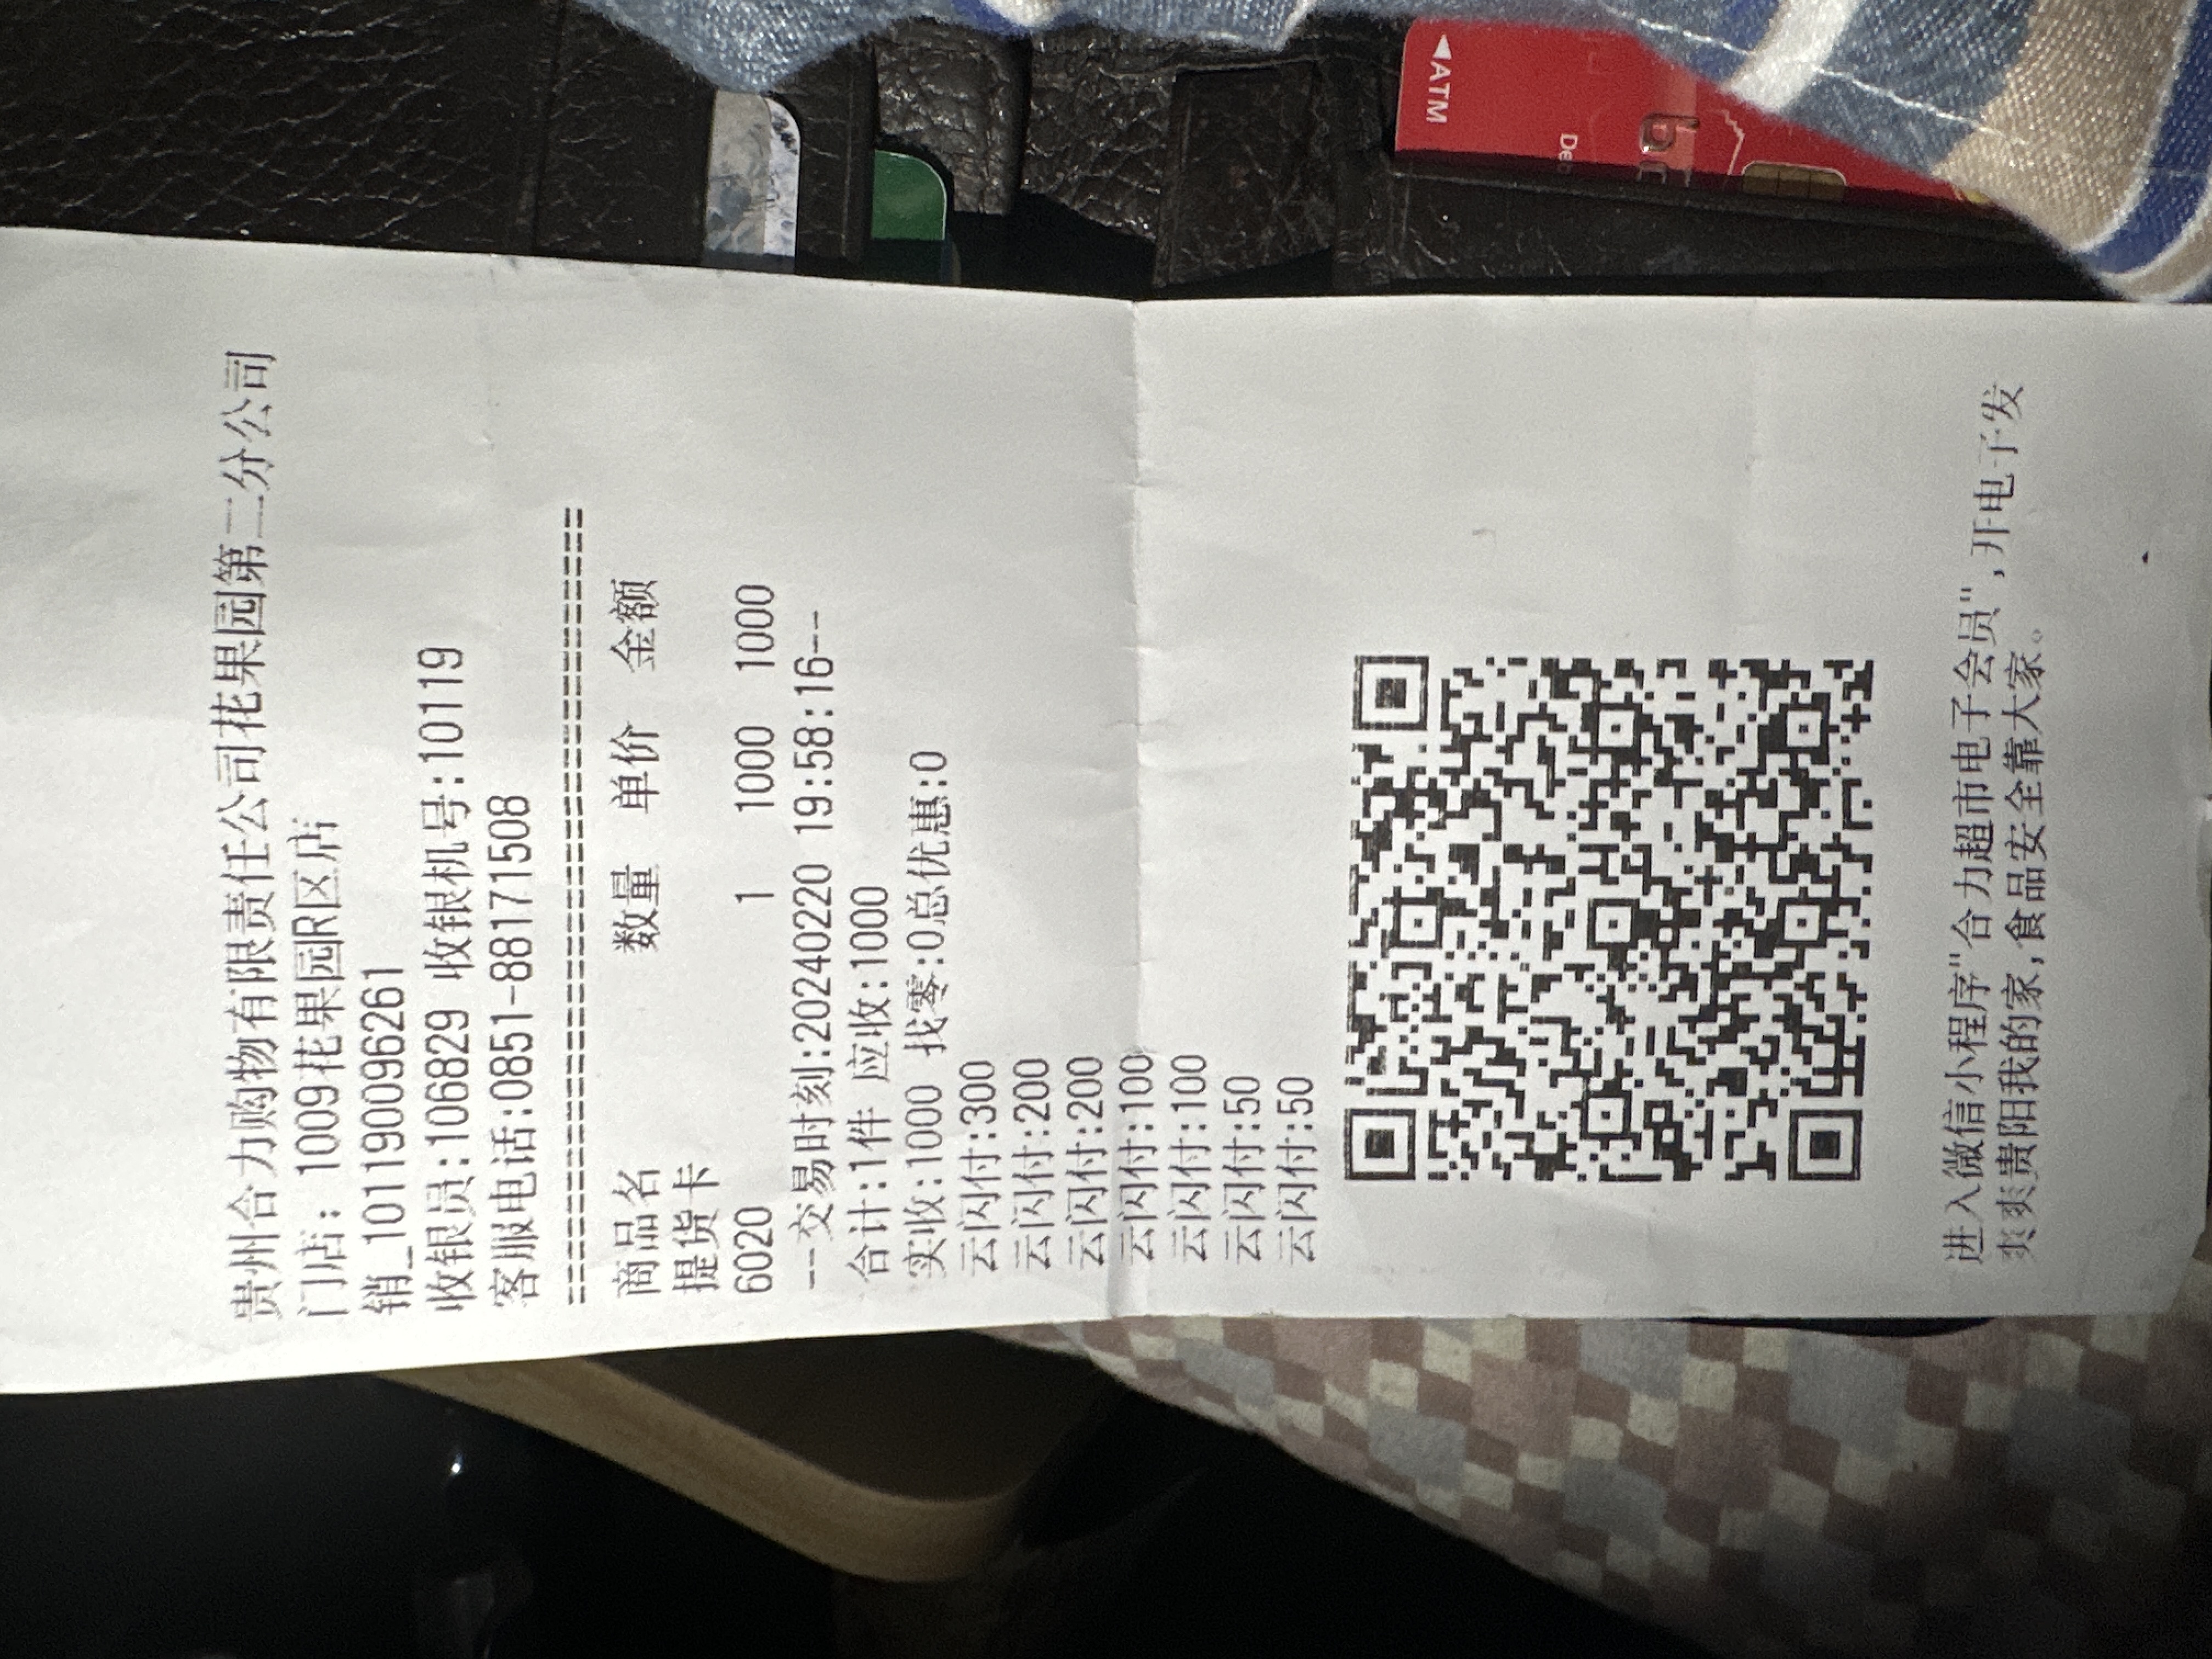 贵州合力购物有限责任公司花果园第二分公司
门店: 1009花果园R区店
销_101190096261
收银员:106829 收银机号:10119
客服电话:0851-88171508
==========================================
商品名 数量 单价 金额
提货卡
6020 1 1000 1000
--交易时刻:20240220 19:58:16--
合计:1件 应收:1000
实收:1000 找零:0总优惠:0
云闪付:300
云闪付:200
云闪付:200
云闪付:100
云闪付:100
云闪付:50
云闪付:50
进入微信小程序"合力超市电子会员",开电子发
爽爽贵阳我的家,食品安全靠大家。
◀ATM